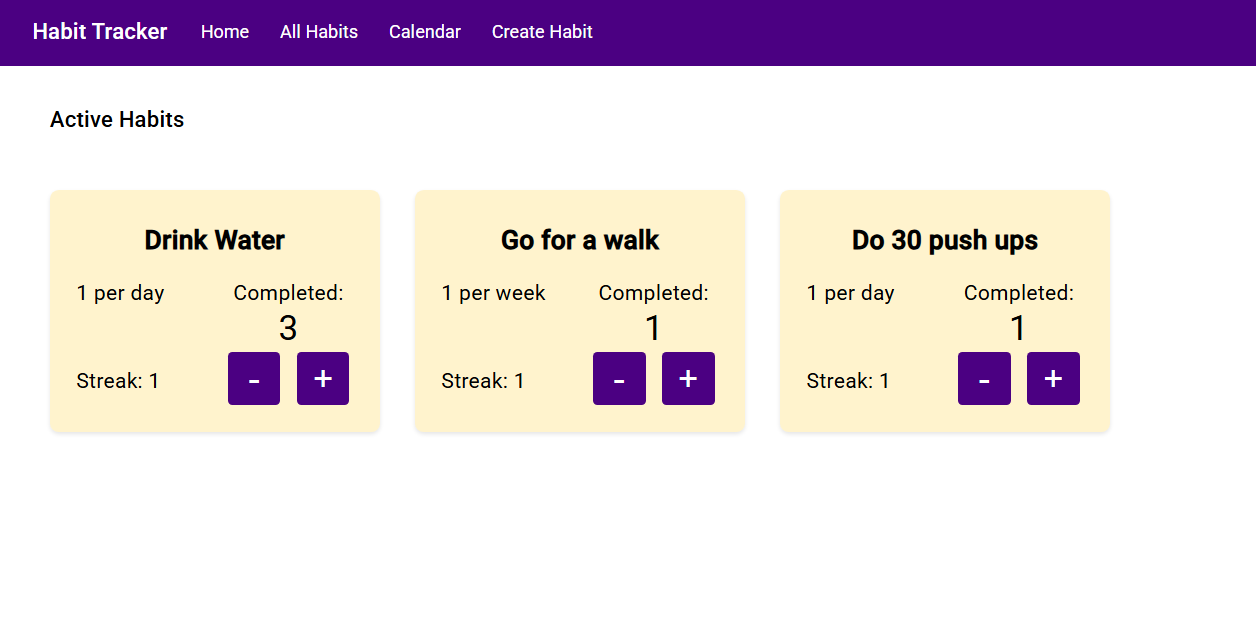 Habit Tracker Home All Habits Calendar Create Habit
Active Habits
Drink Water
1 per day Completed:
3
Streak: 1 - +
Go for a walk
1 per week Completed:
1
Streak: 1 - +
Do 30 push ups
1 per day Completed:
1
Streak: 1 - +